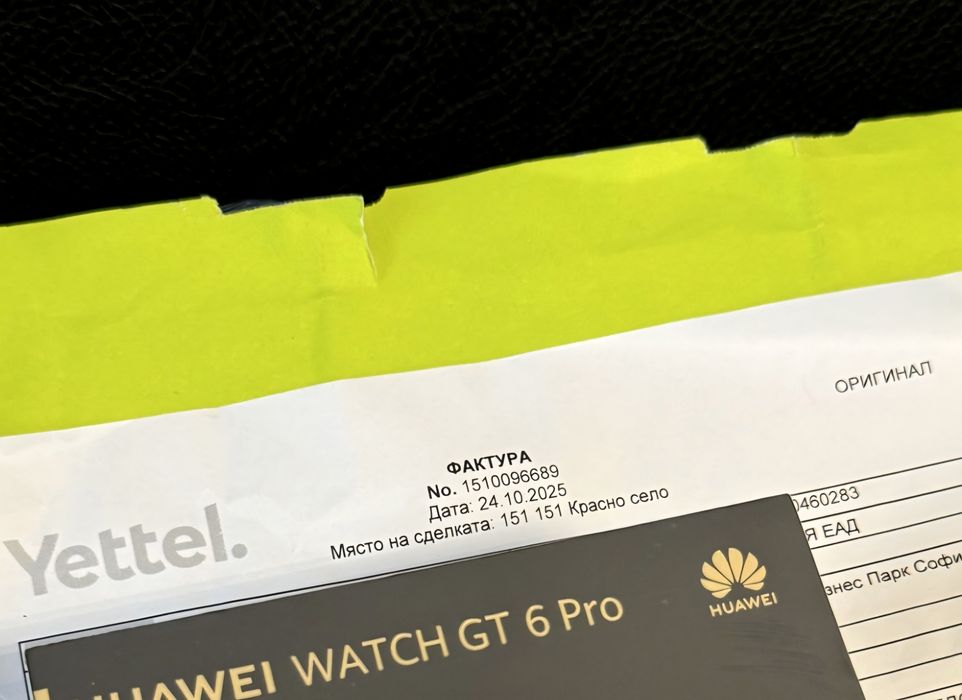 ОРИГИНАЛ
ФАКТУРА
No. 1510096689
Дата: 24.10.2025
Място на сделката: 151 151 Красно село
Yettel.
0460283
Я ЕАД
знес Парк Софи
HUAWEI
HUAWEI WATCH GT 6 Pro